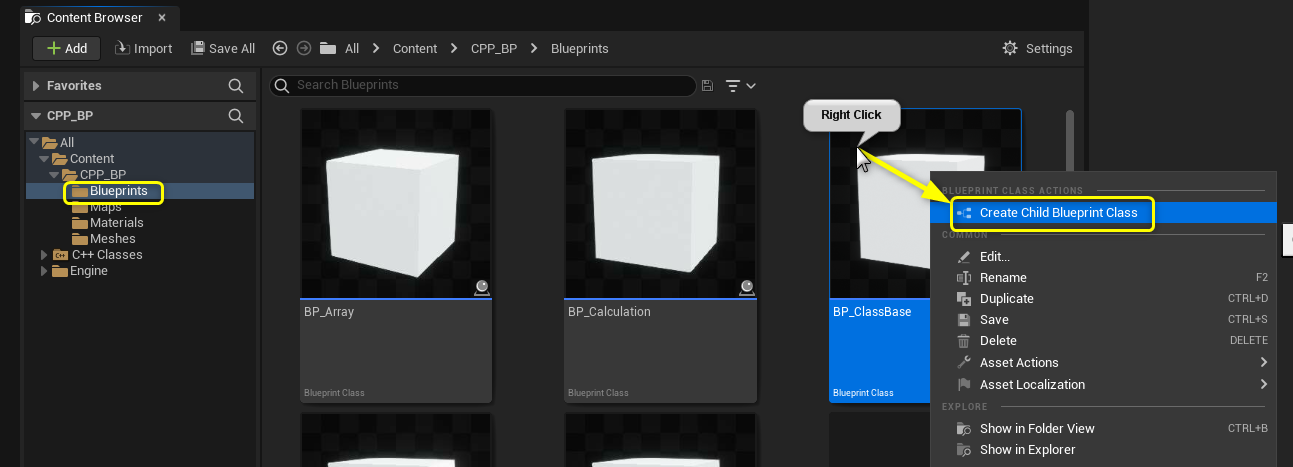 Content Browser
Add Import Save All All Content CPP_BP Blueprints Settings
Favorites
Search Blueprints
CPP_BP
All
Content
CPP_BP
Blueprints
Maps
Materials
Meshes
C++ Classes
Engine
Right Click
BP_Array
Blueprint Class
BP_Calculation
Blueprint Class
BP_ClassBase
Blueprint Class
BLUEPRINT CLASS ACTIONS
Create Child Blueprint Class
COMMON
Edit...
Rename F2
Duplicate CTRL+D
Save CTRL+S
Delete DELETE
Asset Actions
Asset Localization
EXPLORE
Show in Folder View CTRL+B
Show in Explorer